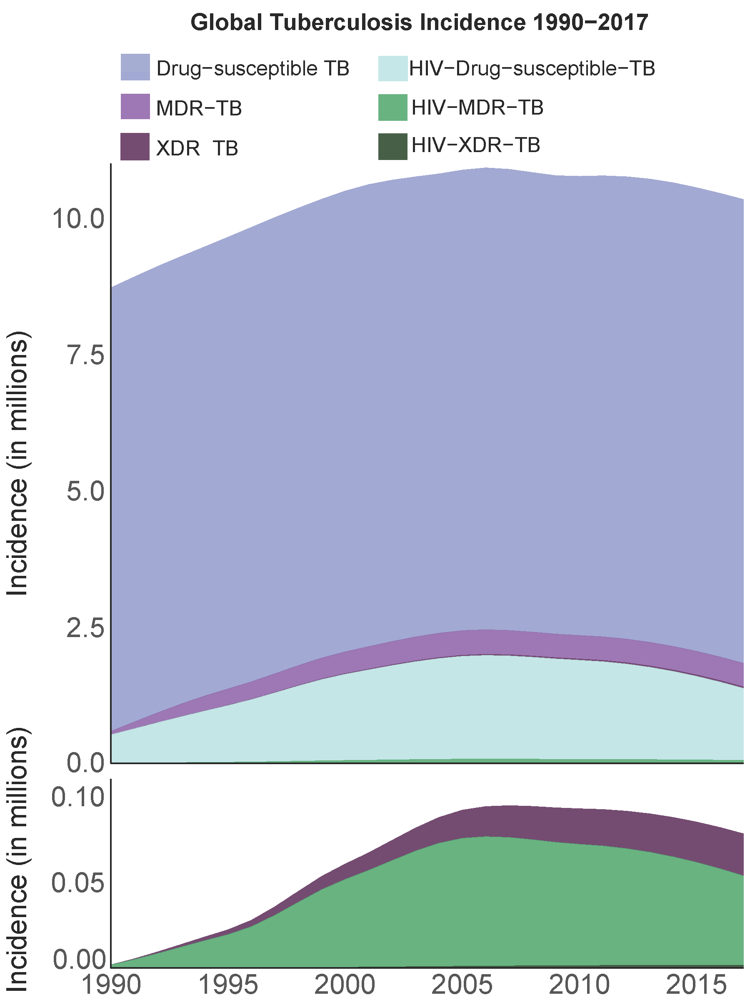 Global Tuberculosis Incidence 1990−2017
Drug−susceptible TB
HIV−Drug−susceptible−TB
MDR−TB
HIV−MDR−TB
XDR TB
HIV−XDR−TB
Incidence (in millions)
10.0
7.5
5.0
2.5
0.0
Incidence (in millions)
0.10
0.05
0.00
1990 1995 2000 2005 2010 2015